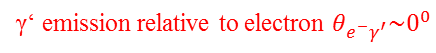 γ‘ emission relative to electron 𝜃ₑ₋ᵧ′~0⁰